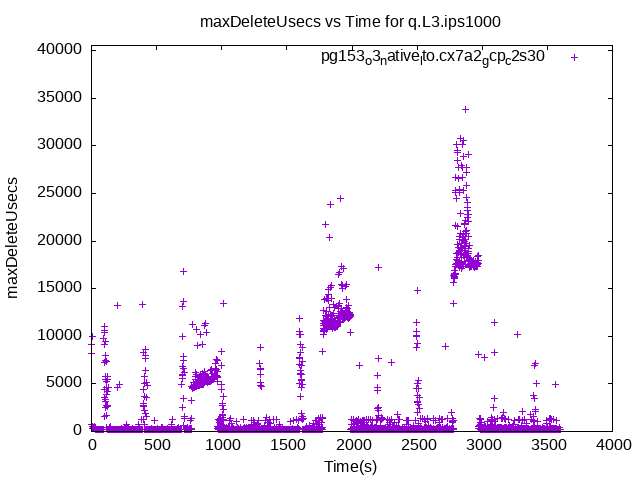 maxDeleteUsecs vs Time for q.L3.ips1000
pg153o3native_lto.cx7a2gcpc2s30
40000
35000
30000
25000
20000
15000
10000
5000
0
maxDeleteUsecs
0 500 1000 1500 2000 2500 3000 3500 4000
Time(s)